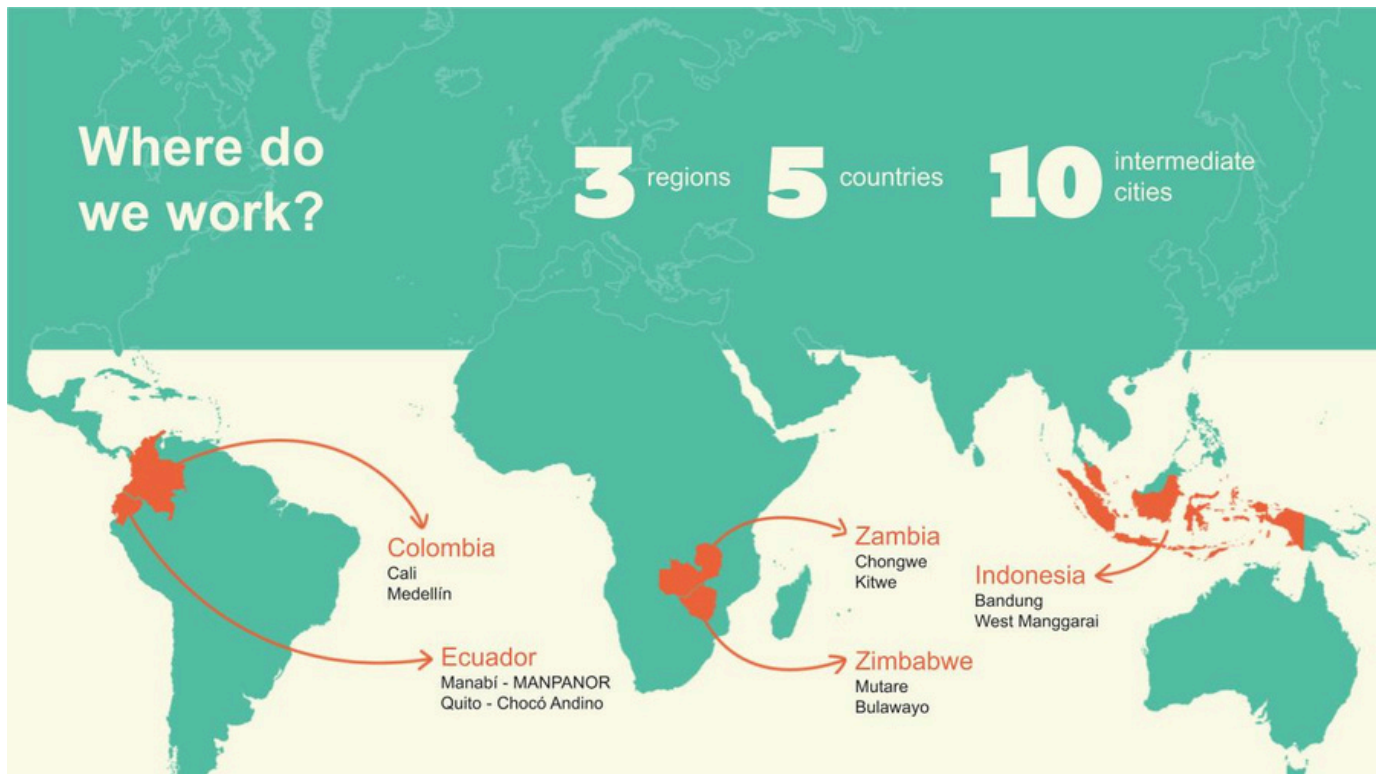 Where do
we work?
3 regions
5 countries
10 intermediate
cities
Colombia
Cali
Medellín
Ecuador
Manabí - MANPANOR
Quito - Chocó Andino
Zambia
Chongwe
Kitwe
Zimbabwe
Mutare
Bulawayo
Indonesia
Bandung
West Manggarai